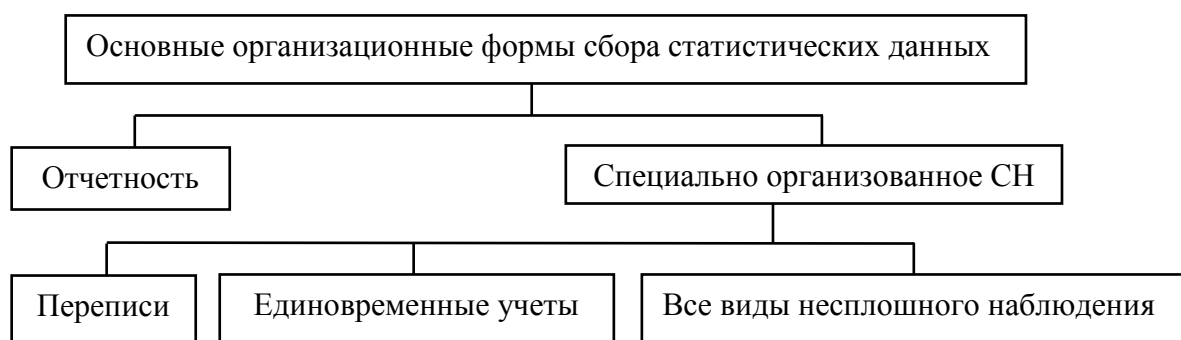 Основные организационные формы сбора статистических данных
Отчетность
Специально организованное СН
Переписи
Единовременные учеты
Все виды несплошного наблюдения